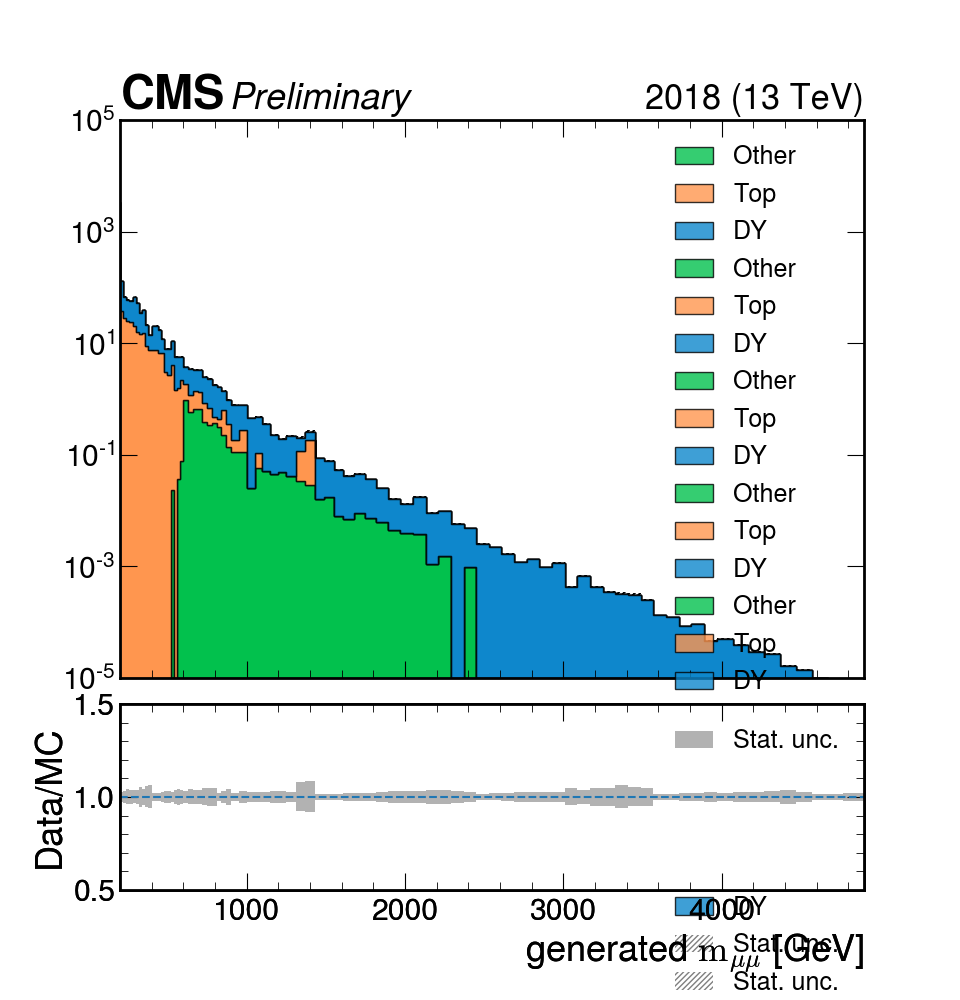 CMS Preliminary 2018 (13 TeV)
10^5
10^3
10^1
10^-1
10^-3
10^-5
Other
Top
DY
Other
Top
DY
Other
Top
DY
Other
Top
DY
Other
Top
DY
1.5
1.0
0.5
Data/MC
Stat. unc.
1000 2000 3000 4000
DY
generated m_μμ [GeV]
Stat. unc.
Stat. unc.